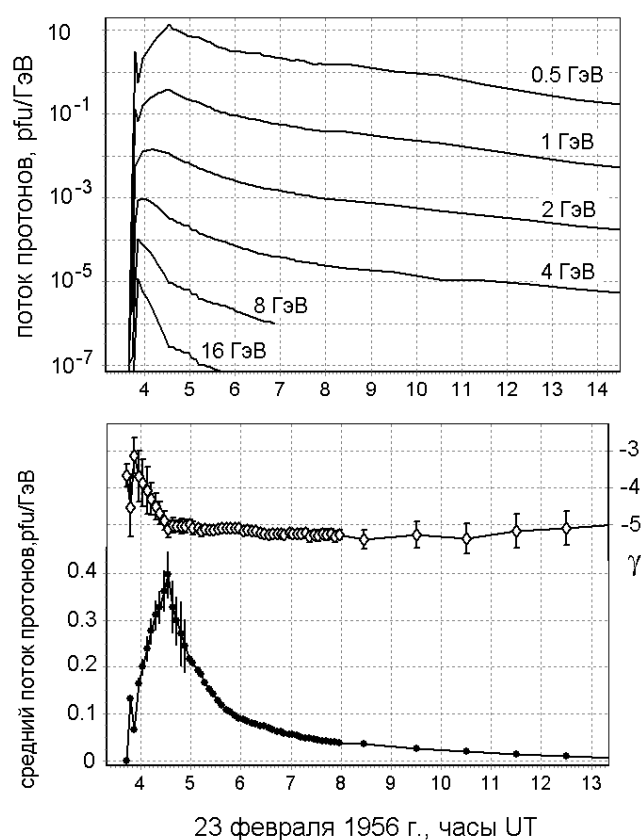 поток протонов, pfu/ГэВ
10
10-1
10-3
10-5
10-7
0.5 ГэВ
1 ГэВ
2 ГэВ
4 ГэВ
8 ГэВ
16 ГэВ
4 5 6 7 8 9 10 11 12 13 14
средний поток протонов,pfu/ГэВ
0.4
0.3
0.2
0.1
0
-3
-4
-5
γ
4 5 6 7 8 9 10 11 12 13
23 февраля 1956 г., часы UT